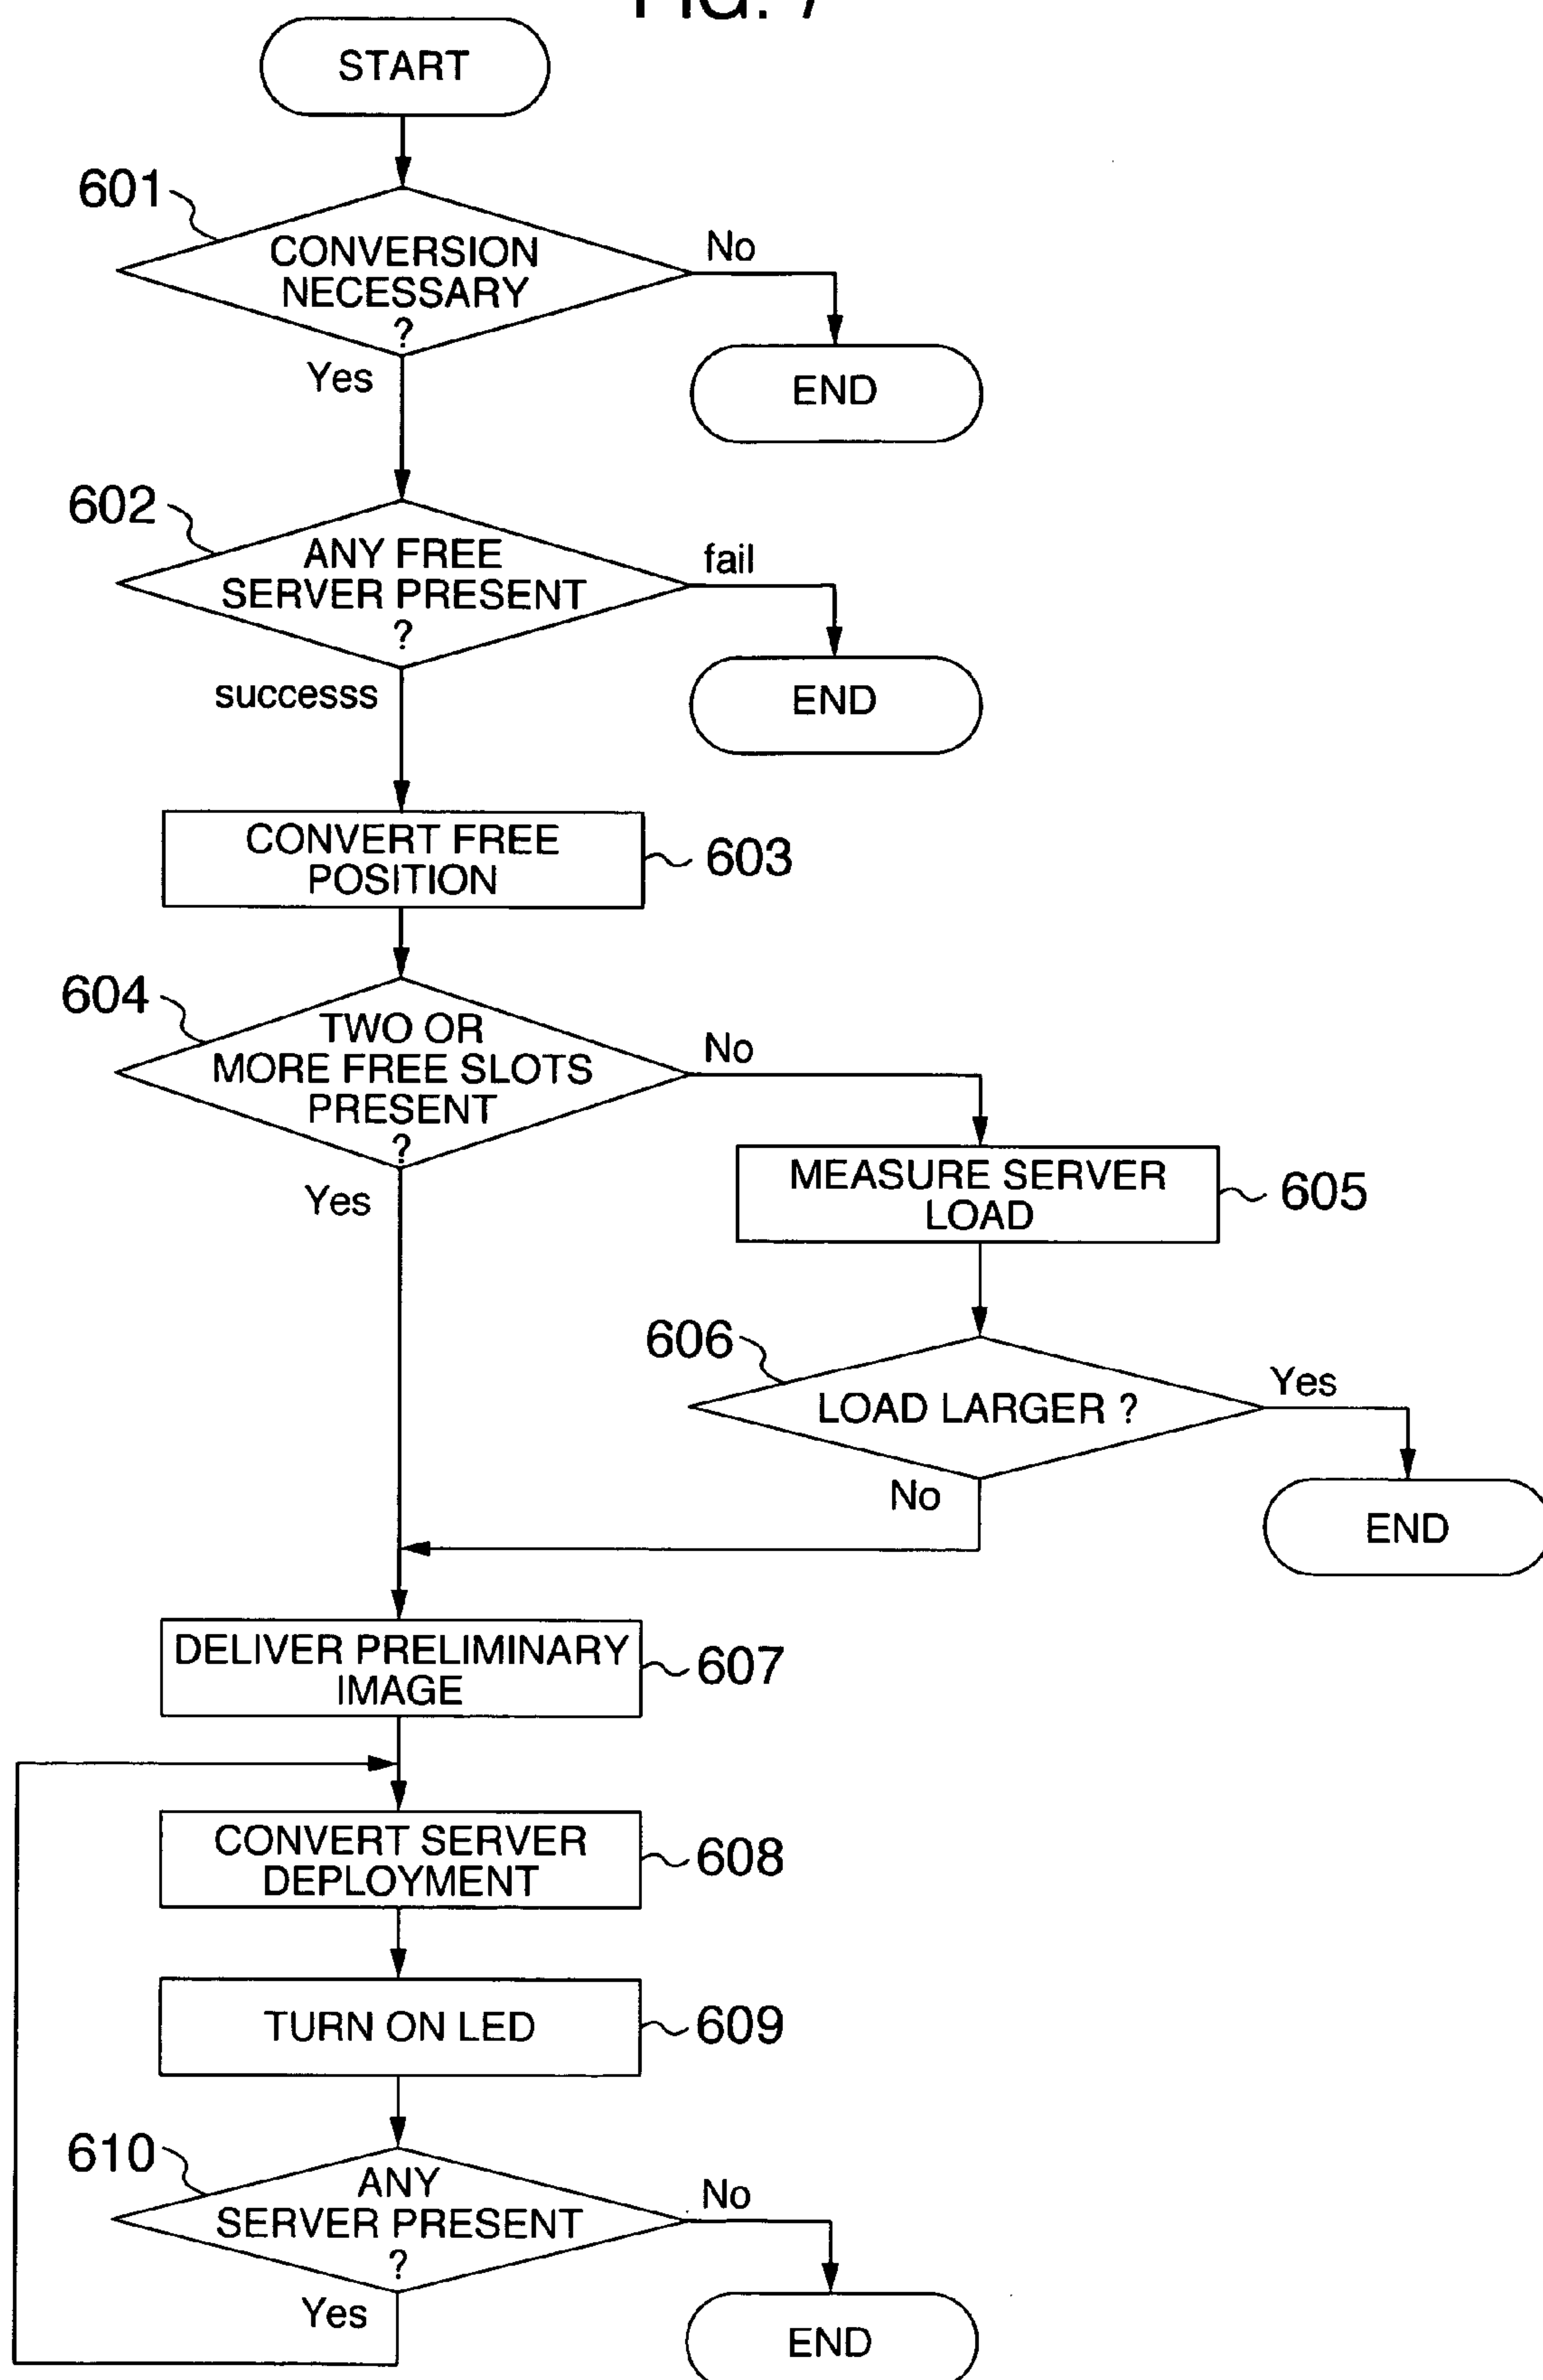 FIG. 7
START
601
CONVERSION
NECESSARY
?
No
Yes
END
602
ANY FREE
SERVER PRESENT
?
fail
successs
END
CONVERT FREE
POSITION
603
604
TWO OR
MORE FREE SLOTS
PRESENT
?
No
Yes
MEASURE SERVER
LOAD
605
606
LOAD LARGER ?
Yes
No
END
DELIVER PRELIMINARY
IMAGE
607
CONVERT SERVER
DEPLOYMENT
608
TURN ON LED
609
610
ANY
SERVER PRESENT
?
No
Yes
END